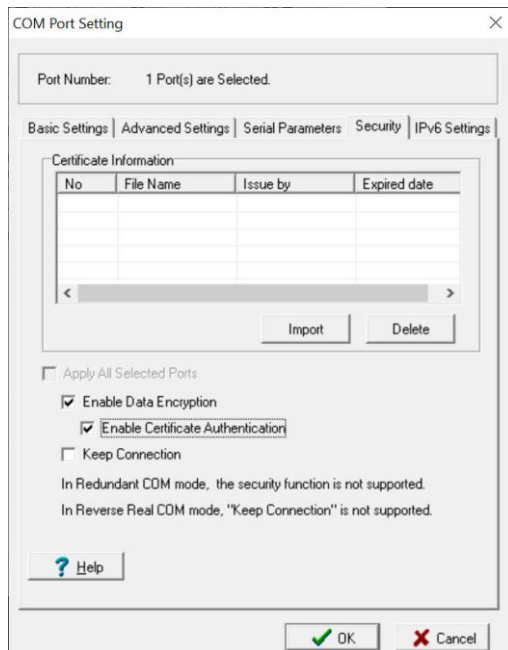 COM Port Setting
Port Number: 1 Port(s) are Selected.
Basic Settings Advanced Settings Serial Parameters Security IPv6 Settings
Certificate Information
No File Name Issue by Expired date
Import Delete
Apply All Selected Ports
Enable Data Encryption
Enable Certificate Authentication
Keep Connection
In Redundant COM mode, the security function is not supported.
In Reverse Real COM mode, "Keep Connection" is not supported.
? Help
OK Cancel